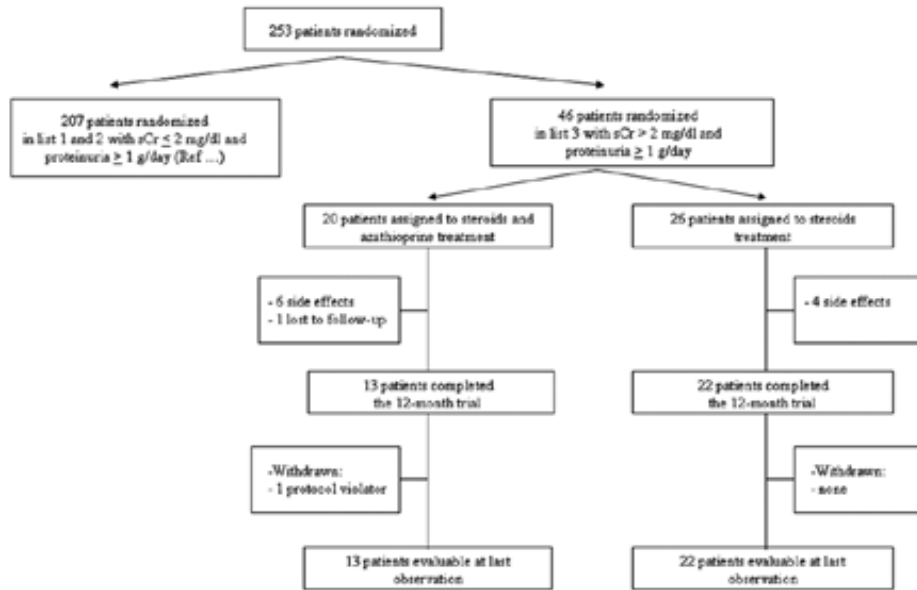 253 patients randomized
207 patients randomized
in list 1 and 2 with sCr ≤ 2 mg/dl and
proteinuria ≥ 1 g/day (Ref ...)
46 patients randomized
in list 3 with sCr > 2 mg/dl and
proteinuria ≥ 1 g/day
20 patients assigned to steroids and
azathioprine treatment
26 patients assigned to steroids
treatment
- 6 side effects
- 1 lost to follow-up
- 4 side effects
13 patients completed
the 12-month trial
22 patients completed
the 12-month trial
-Withdrawn:
- 1 protocol violator
-Withdrawn:
- none
13 patients evaluable at last
observation
22 patients evaluable at last
observation